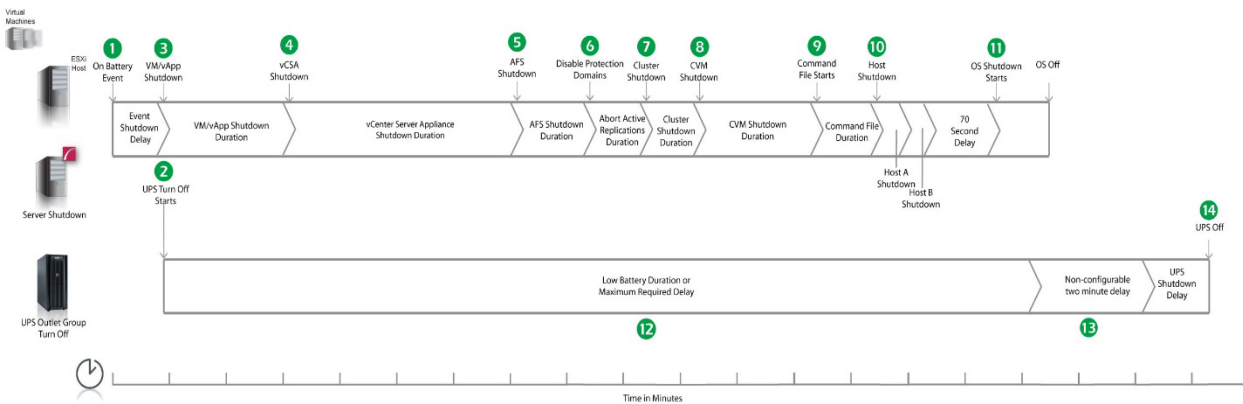 Virtual
Machines
ESXi
Host
1
On Battery
Event
3
VM/vApp
Shutdown
4
vCSA
Shutdown
5
AFS
Shutdown
6
Disable Protection
Domains
7
Cluster
Shutdown
8
CVM
Shutdown
9
Command
File Starts
10
Host
Shutdown
11
OS Shutdown
Starts
OS Off
Event
Shutdown
Delay
VM/vApp Shutdown
Duration
vCenter Server Appliance
Shutdown Duration
AFS Shutdown
Duration
Abort Active
Replications
Duration
Cluster
Shutdown
Duration
CVM Shutdown
Duration
Command File
Duration
70
Second
Delay
Host A
Shutdown
Host B
Shutdown
2
UPS Turn Off
Starts
Server Shutdown
14
UPS Off
Low Battery Duration or
Maximum Required Delay
Non-configurable
two minute delay
UPS
Shutdown
Delay
12
13
UPS Outlet Group
Turn Off
Time in Minutes